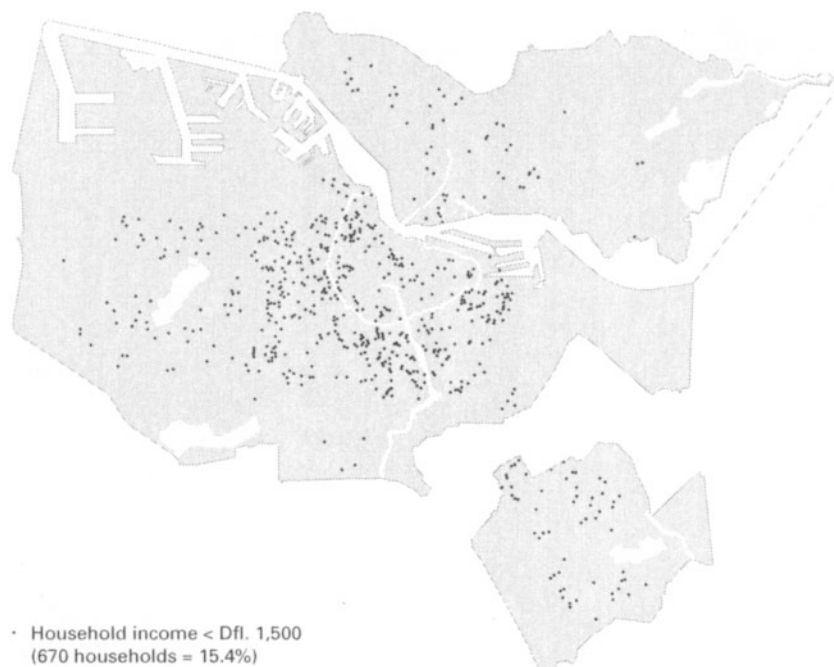 · Household income < Dfl. 1,500
(670 households = 15.4%)